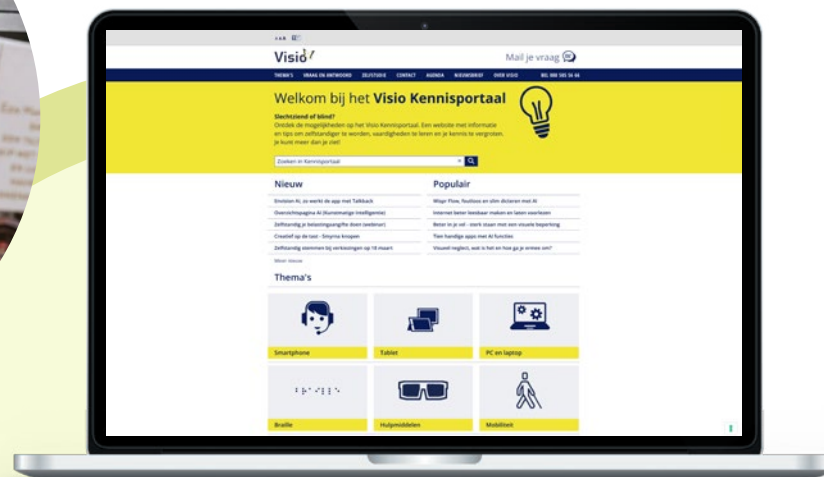 Visio
Mail je vraag
THEMA'S VRAAG EN ANTWOORD ZELFSTUDIE CONTACT AGENDA NIEUWSBRIEF OVER VISIO BEL 088 585 56 66
Welkom bij het Visio Kennisportaal
Slechtziend of blind?
Ontdek de mogelijkheden op het Visio Kennisportaal. Een website met informatie
en tips om zelfstandiger te worden, vaardigheden te leren en je kennis te vergroten.
Je kunt meer dan je ziet!
Zoeken in Kennisportaal
Nieuw
Envision AI, zo werkt de app met Talkback
Overzichtspagina AI (Kunstmatige Intelligentie)
Zelfstandig je belastingaangifte doen (webinar)
Creatief op de tast - Smyrna knopen
Zelfstandig stemmen bij verkiezingen op 18 maart
Meer nieuw
Populair
Wispr Flow, foutloos en slim dicteren met AI
Internet beter leesbaar maken en laten voorlezen
Beter in je vel - sterk staan met een visuele beperking
Tien handige apps met AI functies
Visueel neglect, wat is het en hoe ga je ermee om?
Thema's
Smartphone
Tablet
PC en laptop
Braille
Hulpmiddelen
Mobiliteit